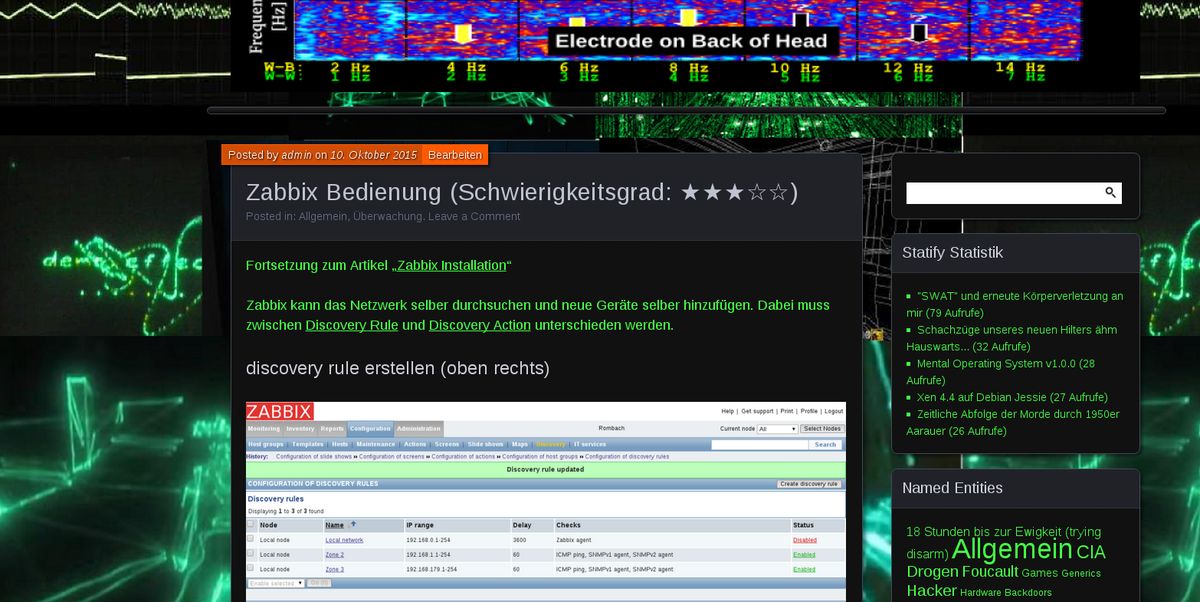 Frequen
[Hz]
Electrode on Back of Head
W-B: 2 Hz 4 Hz 6 Hz 8 Hz 10 Hz 12 Hz 14 Hz
W-W: 1 Hz 2 Hz 3 Hz 4 Hz 5 Hz 6 Hz 7 Hz
Posted by admin on 10. Oktober 2015 Bearbeiten
Zabbix Bedienung (Schwierigkeitsgrad: ★★★☆☆)
Posted in: Allgemein, Überwachung. Leave a Comment
Fortsetzung zum Artikel „Zabbix Installation“
Zabbix kann das Netzwerk selber durchsuchen und neue Geräte selber hinzufügen. Dabei muss
zwischen Discovery Rule und Discovery Action unterschieden werden.
discovery rule erstellen (oben rechts)
ZABBIX
Help | Get support | Print | Profile | Logout
Monitoring Inventory Reports Configuration Administration
Rombach
Current node All Select Nodes
Host groups | Templates | Hosts | Maintenance | Actions | Screens | Slide shows | Maps | Discovery | IT services
Search
History: Configuration of slide shows » Configuration of screens » Configuration of actions » Configuration of host groups » Configuration of discovery rules
Discovery rule updated
CONFIGURATION OF DISCOVERY RULES
Create discovery rule
Discovery rules
Displaying 1 to 3 of 3 found
Node Name IP range Delay Checks Status
Local node Local network 192.168.0.1-254 3600 Zabbix agent Disabled
Local node Zone 2 192.168.1.1-254 60 ICMP ping, SNMPv1 agent, SNMPv2 agent Enabled
Local node Zone 3 192.168.179.1-254 60 ICMP ping, SNMPv1 agent, SNMPv2 agent Enabled
Enable selected Go (0)
Statify Statistik
"SWAT" und erneute Körperverletzung an
mir (79 Aufrufe)
Schachzüge unseres neuen Hilters ähm
Hauswarts... (32 Aufrufe)
Mental Operating System v1.0.0 (28
Aufrufe)
Xen 4.4 auf Debian Jessie (27 Aufrufe)
Zeitliche Abfolge der Morde durch 1950er
Aarauer (26 Aufrufe)
Named Entities
18 Stunden bis zur Ewigkeit (trying
disarm) Allgemein CIA
Drogen Foucault Games Generics
Hacker Hardware Backdoors